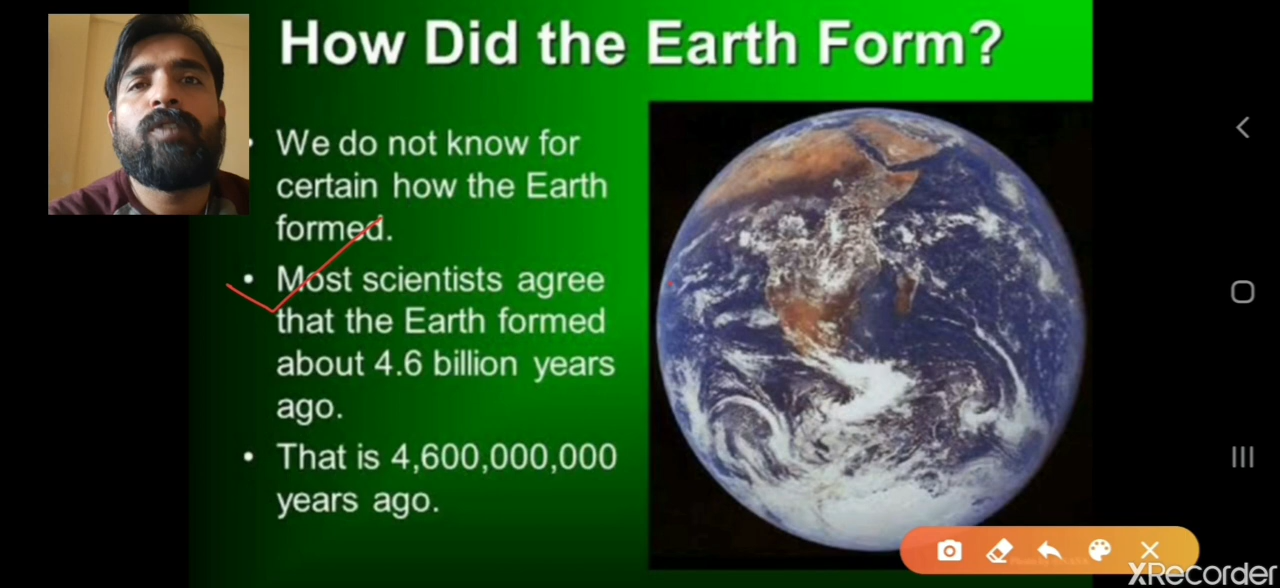 How Did the Earth Form?
We do not know for
certain how the Earth
formed.
• Most scientists agree
that the Earth formed
about 4.6 billion years
ago.
• That is 4,600,000,000
years ago.
XRecorder